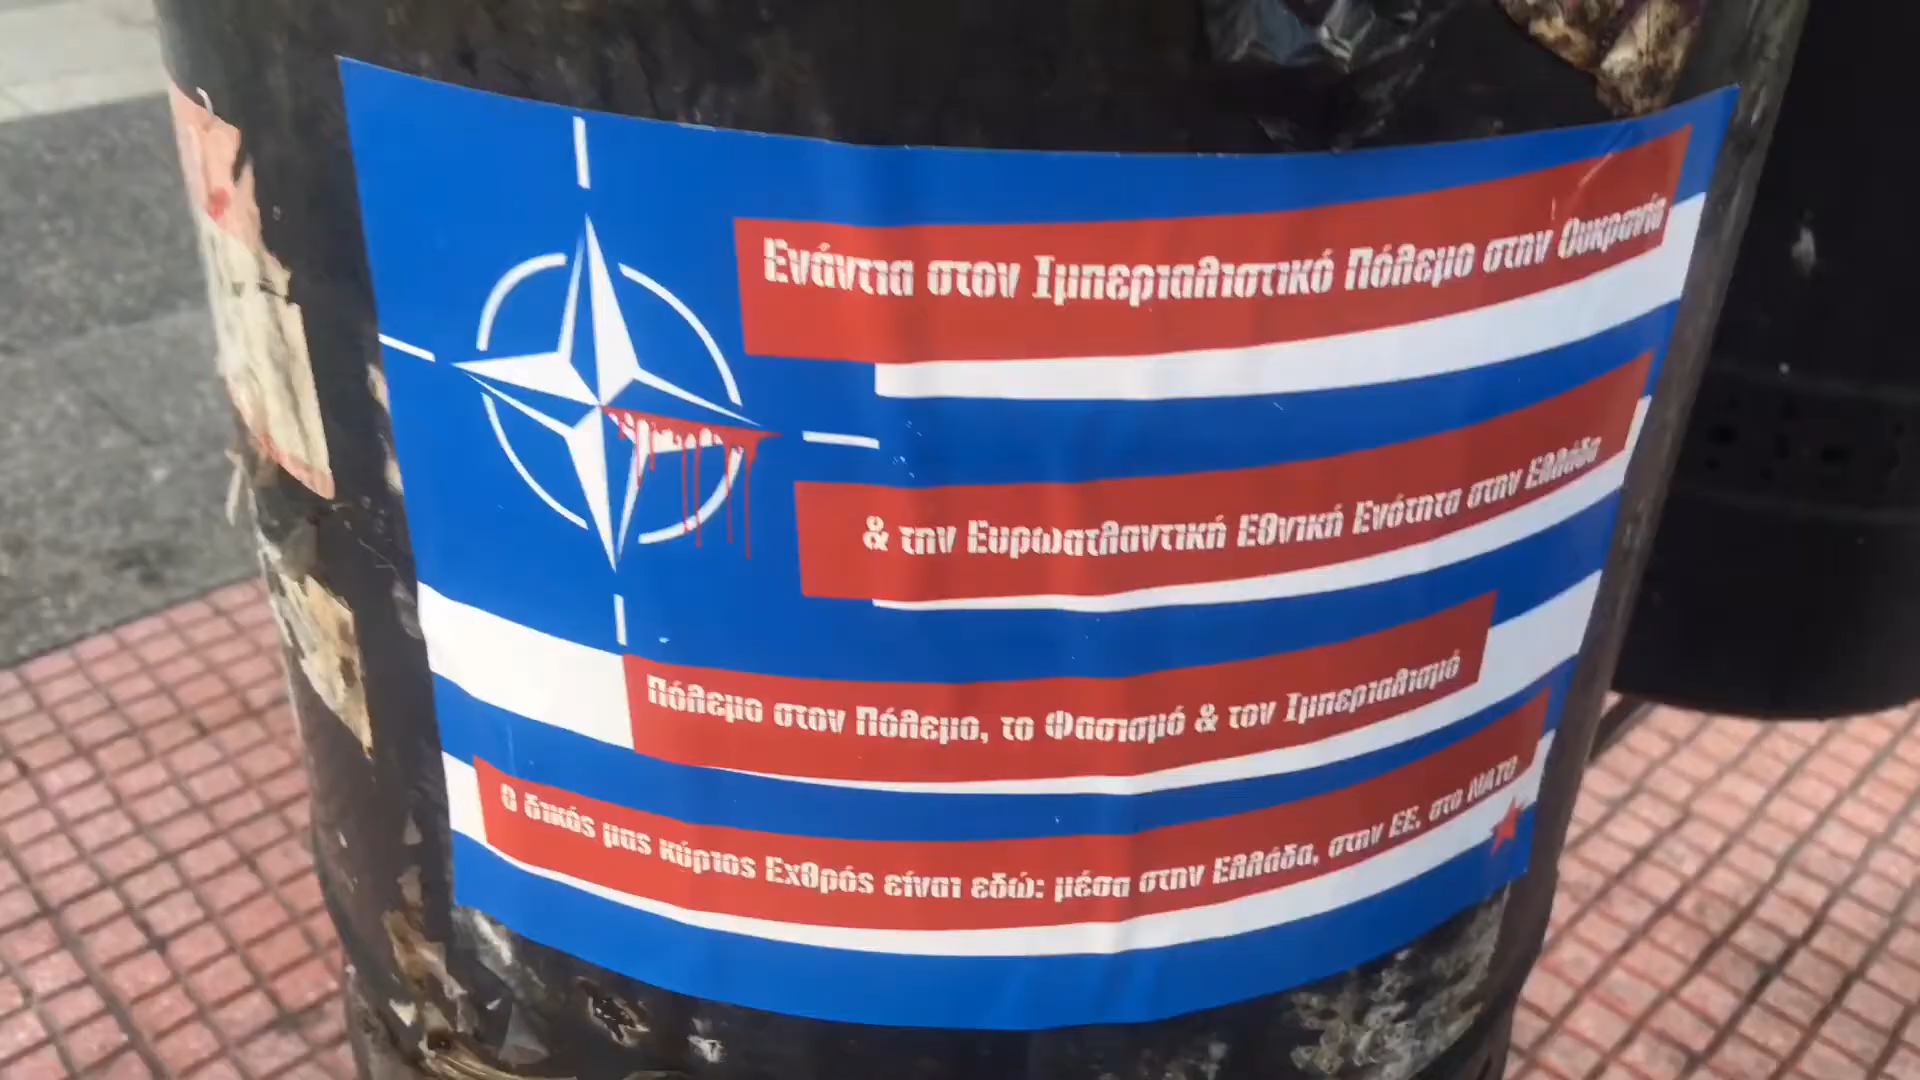 Ενάντια στον Ιμπεριαλιστικό Πόλεμο στην Ουκρανία
& την Ευρωατλαντική Εθνική Ενότητα στην Ελλάδα
Πόλεμο στον Πόλεμο, το Φασισμό & τον Ιμπεριαλισμό
Ο δικός μας κύριος Εχθρός είναι εδώ: μέσα στην Ελλάδα, στην ΕΕ, στο ΝΑΤΟ